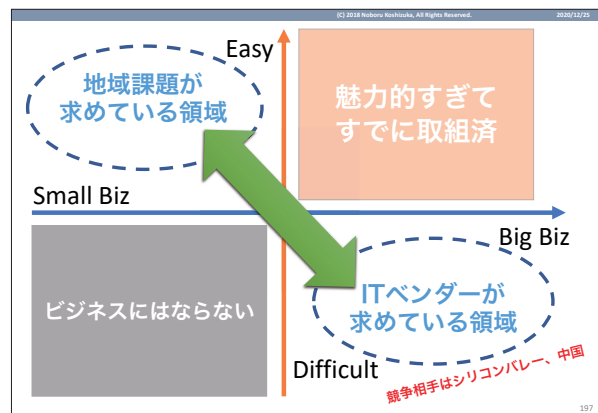 (C) 2018 Noboru Koshizuka, All Rights Reserved.
2020/12/25
Easy
地域課題が
求めている領域
魅力的すぎて
すでに取組済
Small Biz
Big Biz
ビジネスにはならない
ITベンダーが
求めている領域
Difficult
競争相手はシリコンバレー、中国
197